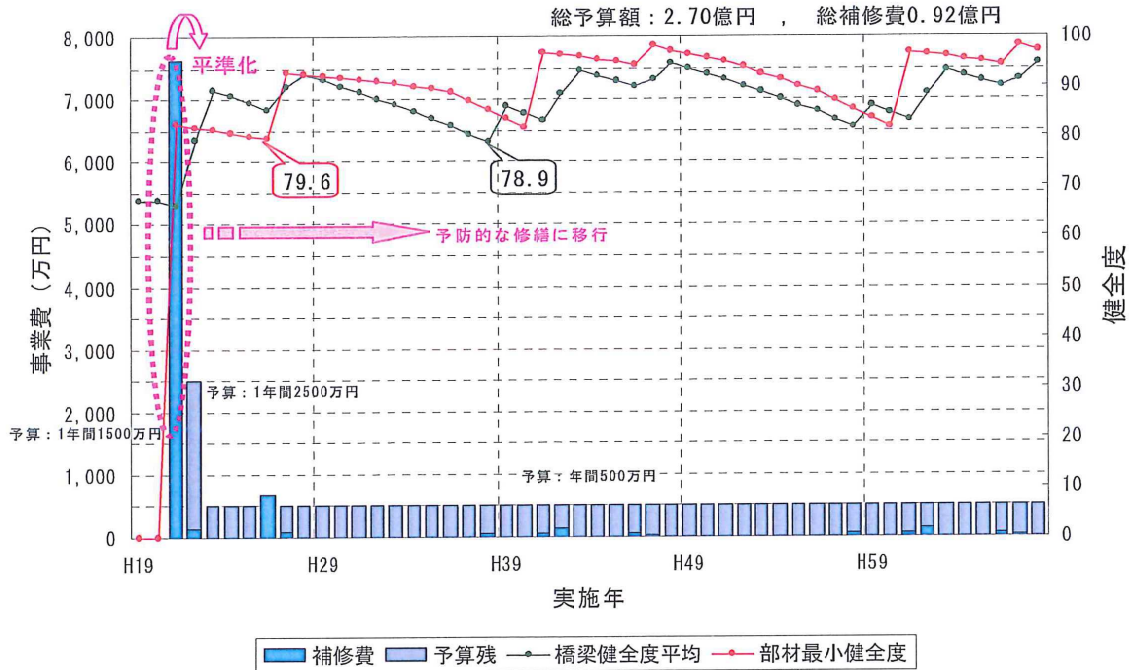 総予算額：2.70億円 ， 総補修費0.92億円
平準化
8,000
7,000
6,000
5,000
4,000
3,000
2,000
1,000
0
事業費（万円）
100
90
80
70
60
50
40
30
20
10
0
健全度
79.6
78.9
予防的な修繕に移行
予算：1年間2500万円
予算：1年間1500万円
予算：年間500万円
H19 H29 H39 H49 H59
実施年
補修費 予算残 橋梁健全度平均 部材最小健全度